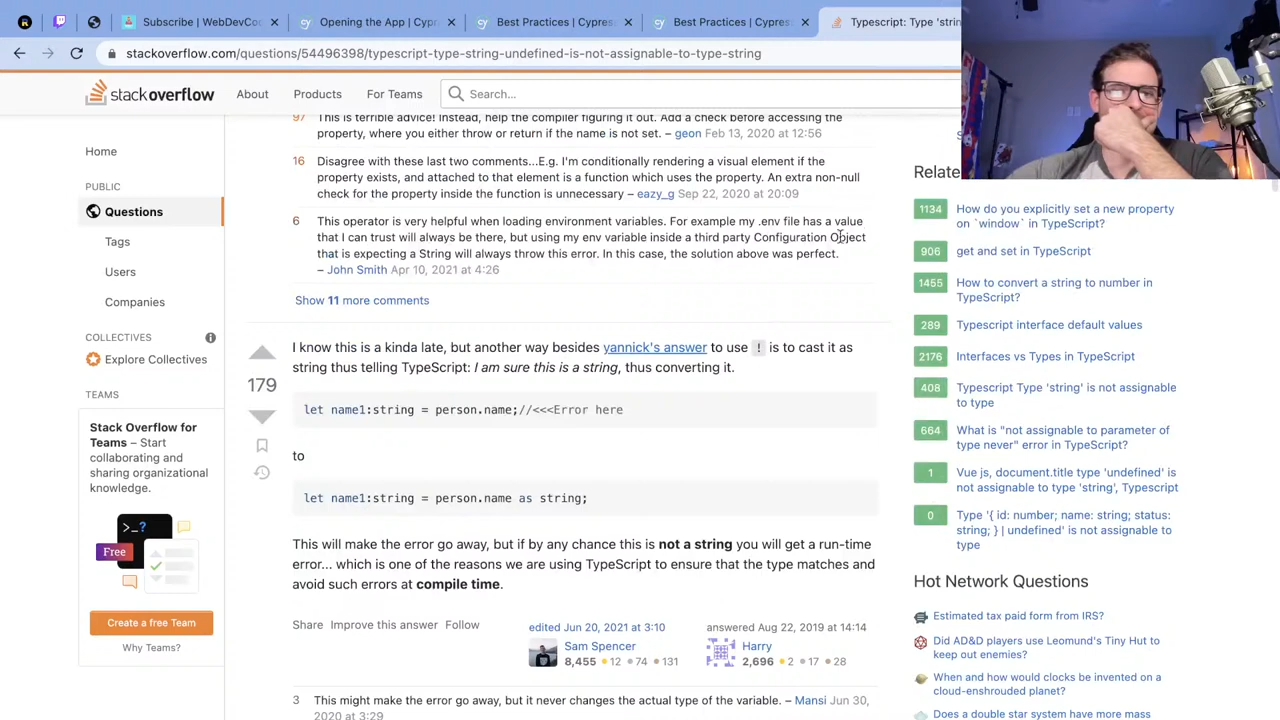 Subscribe | WebDevCo
Opening the App | Cypr
Best Practices | Cypres
Best Practices | Cypres
Typescript: Type 'strin
stackoverflow.com/questions/54496398/typescript-type-string-undefined-is-not-assignable-to-type-string
stackoverflow
About
Products
For Teams
Search...
Home
PUBLIC
Questions
Tags
Users
Companies
COLLECTIVES
Explore Collectives
TEAMS
Stack Overflow for
Teams – Start
collaborating and
sharing organizational
knowledge.
>_?
Free
Create a free Team
Why Teams?
97 This is terrible advice! Instead, help the compiler figuring it out. Add a check before accessing the
property, where you either throw or return if the name is not set. – geon Feb 13, 2020 at 12:56
16 Disagree with these last two comments...E.g. I'm conditionally rendering a visual element if the
property exists, and attached to that element is a function which uses the property. An extra non-null
check for the property inside the function is unnecessary – eazy_g Sep 22, 2020 at 20:09
6 This operator is very helpful when loading environment variables. For example my .env file has a value
that I can trust will always be there, but using my env variable inside a third party Configuration Object
that is expecting a String will always throw this error. In this case, the solution above was perfect.
– John Smith Apr 10, 2021 at 4:26
Show 11 more comments
179
I know this is a kinda late, but another way besides yannick's answer to use ! is to cast it as
string thus telling TypeScript: I am sure this is a string, thus converting it.
let name1:string = person.name;//<<<Error here
to
let name1:string = person.name as string;
This will make the error go away, but if by any chance this is not a string you will get a run-time
error... which is one of the reasons we are using TypeScript to ensure that the type matches and
avoid such errors at compile time.
Share Improve this answer Follow
edited Jun 20, 2021 at 3:10
Sam Spencer
8,455 12 74 131
answered Aug 22, 2019 at 14:14
Harry
2,696 2 17 28
3 This might make the error go away, but it never changes the actual type of the variable. – Mansi Jun 30,
2020 at 3:29
Related
1134 How do you explicitly set a new property
on `window` in TypeScript?
906 get and set in TypeScript
1455 How to convert a string to number in
TypeScript?
289 Typescript interface default values
2176 Interfaces vs Types in TypeScript
408 Typescript Type 'string' is not assignable
to type
664 What is "not assignable to parameter of
type never" error in TypeScript?
1 Vue js, document.title type 'undefined' is
not assignable to type 'string', Typescript
0 Type '{ id: number; name: string; status:
string; } | undefined' is not assignable to
type
Hot Network Questions
Estimated tax paid form from IRS?
Did AD&D players use Leomund's Tiny Hut to
keep out enemies?
When and how would clocks be invented on a
cloud-enshrouded planet?
Does a double star system have more mass